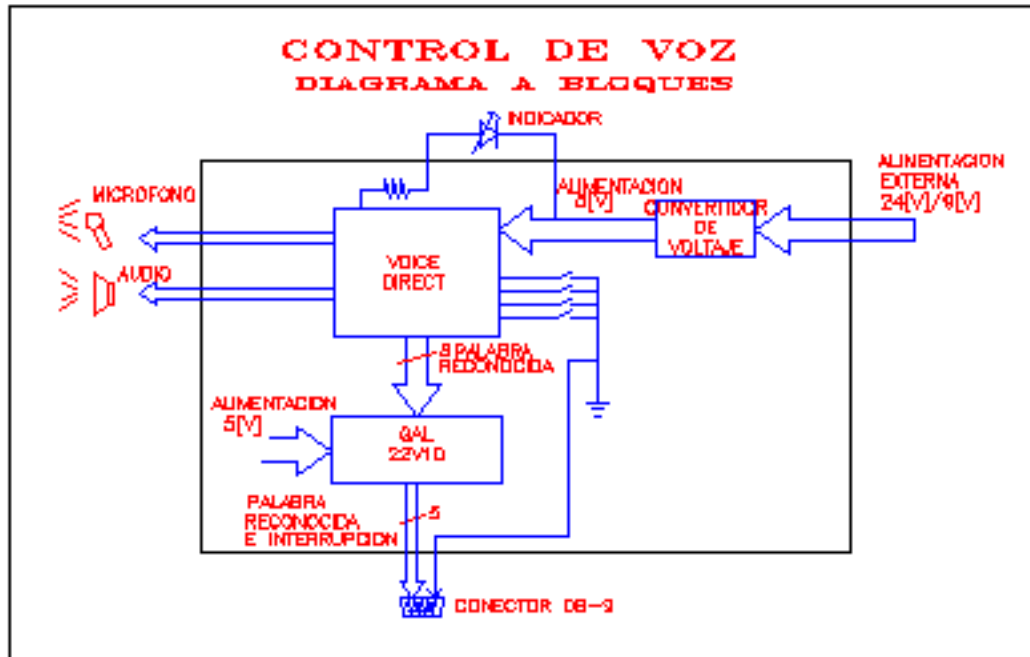 CONTROL DE VOZ
DIAGRAMA A BLOQUES
INDICADOR
MICROFONO
ALIMENTACION
EXTERNA
24[V]/9[V]
ALIMENTACION
CONVERTIDOR
DE
VOLTAJE
AUDIO
VOICE
DIRECT
PALABRA
RECONOCIDA
ALIMENTACION
5[V]
GAL
22V10
PALABRA
RECONOCIDA
E INTERRUPCION
5
CONECTOR DB-9